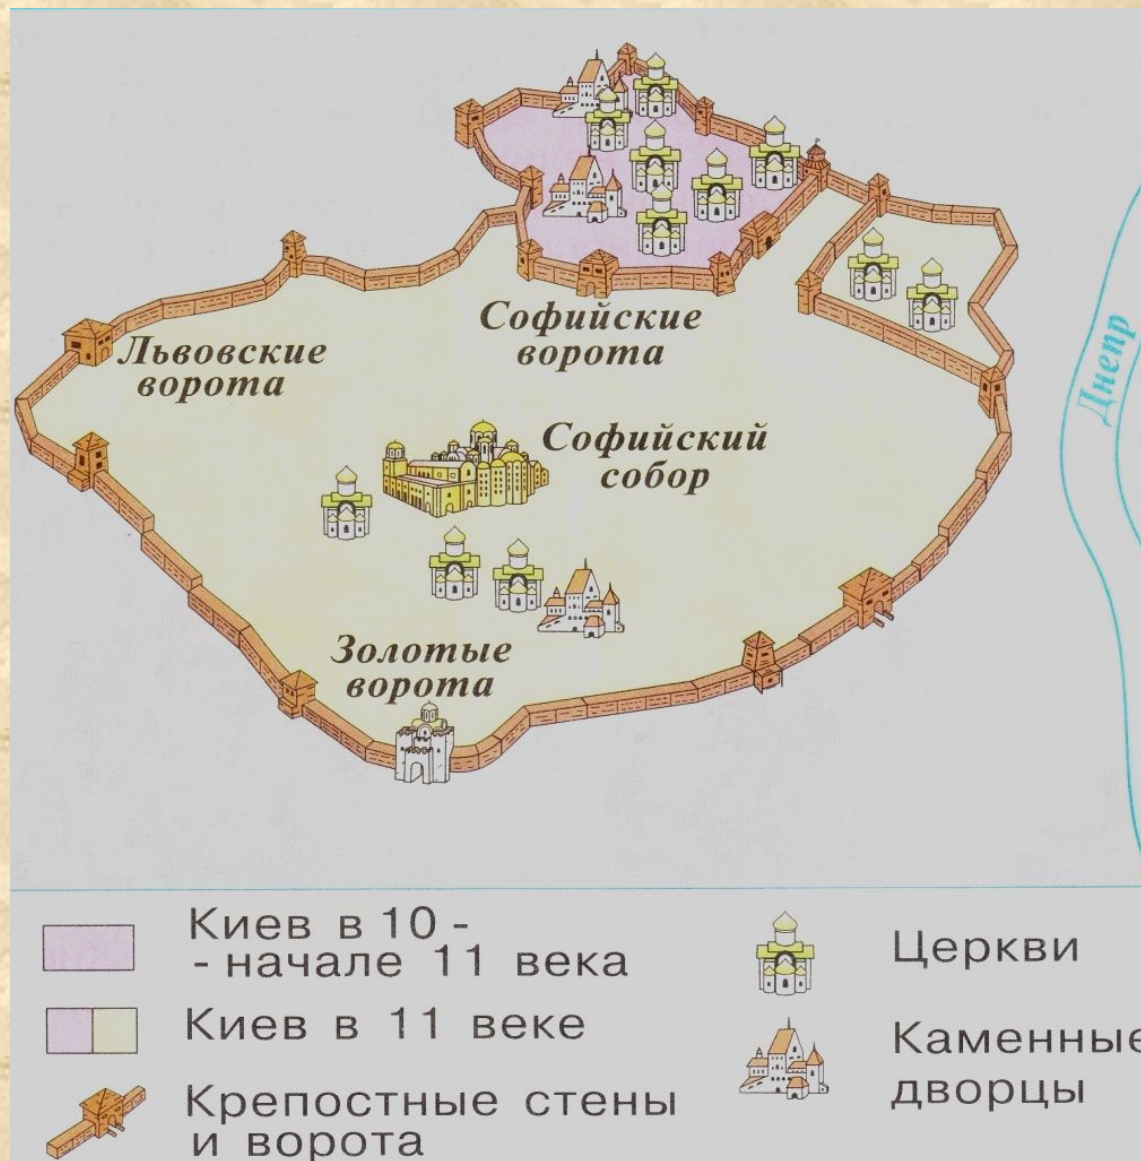 Софийские
ворота
Львовские
ворота
Днепр
Софийский
собор
Золотые
ворота
Киев в 10 -
- начале 11 века
Киев в 11 веке
Крепостные стены
и ворота
Церкви
Каменные
дворцы